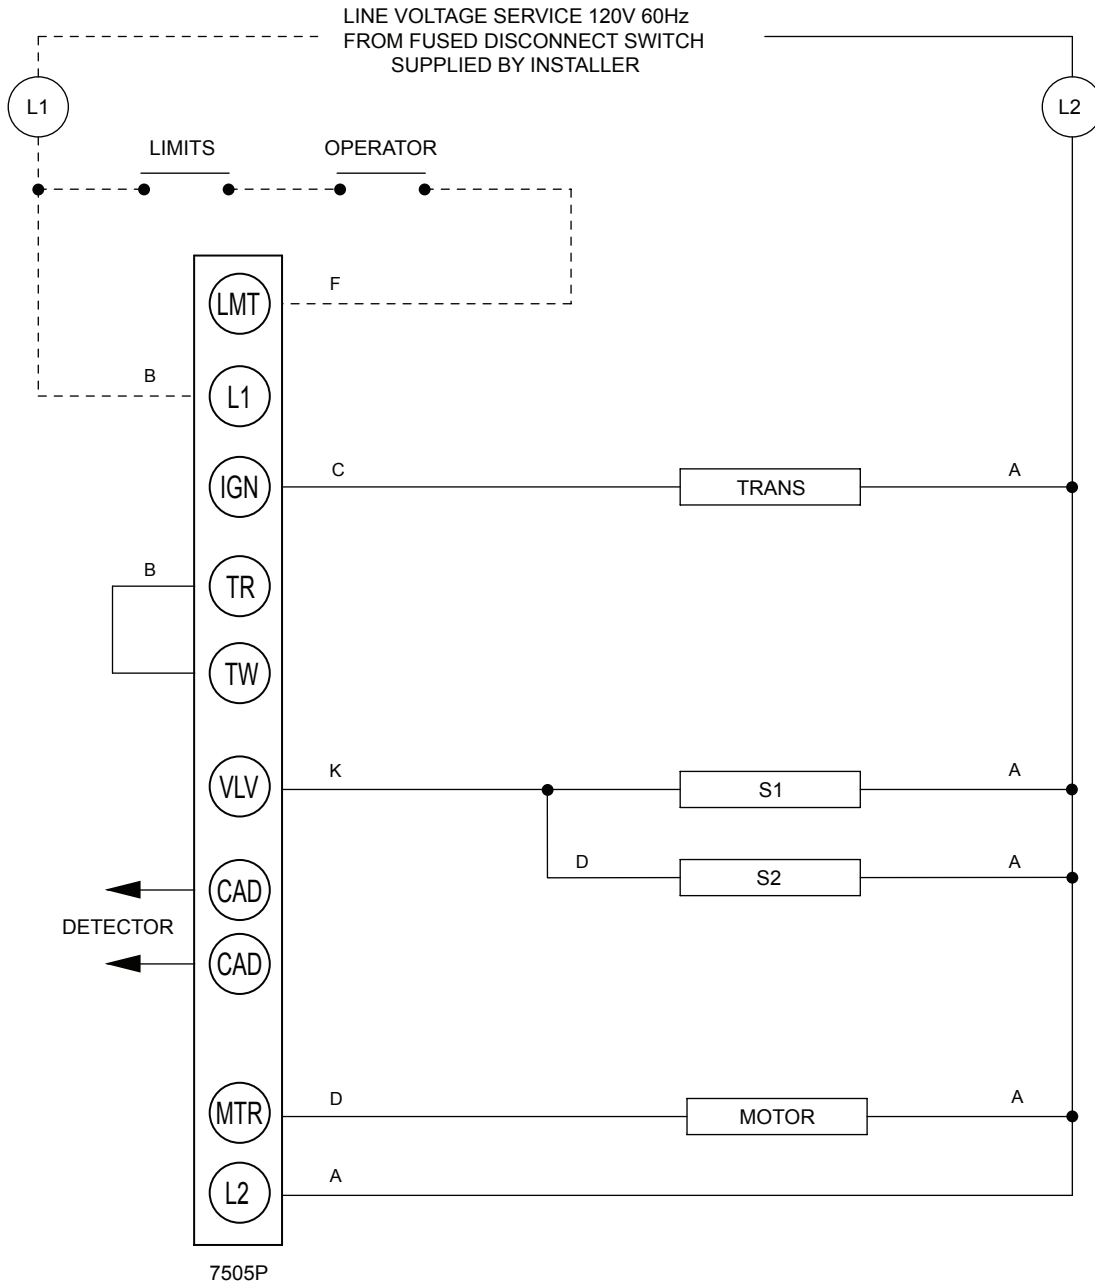 LINE VOLTAGE SERVICE 120V 60Hz
FROM FUSED DISCONNECT SWITCH
SUPPLIED BY INSTALLER
L1
L2
LIMITS
OPERATOR
LMT
F
B
L1
IGN
C
TRANS
A
B
TR
TW
VLV
K
S1
A
D
S2
A
CAD
DETECTOR
CAD
MTR
D
MOTOR
A
L2
A
7505P